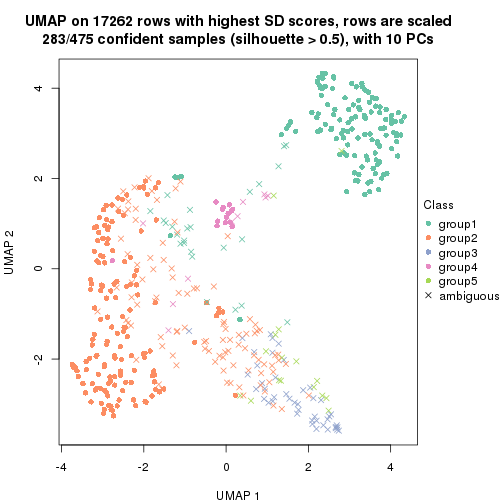 UMAP on 17262 rows with highest SD scores, rows are scaled
283/475 confident samples (silhouette > 0.5), with 10 PCs
4
2
0
-2
UMAP 2
-4
-2
0
2
4
UMAP 1
Class
group1
group2
group3
group4
group5
ambiguous